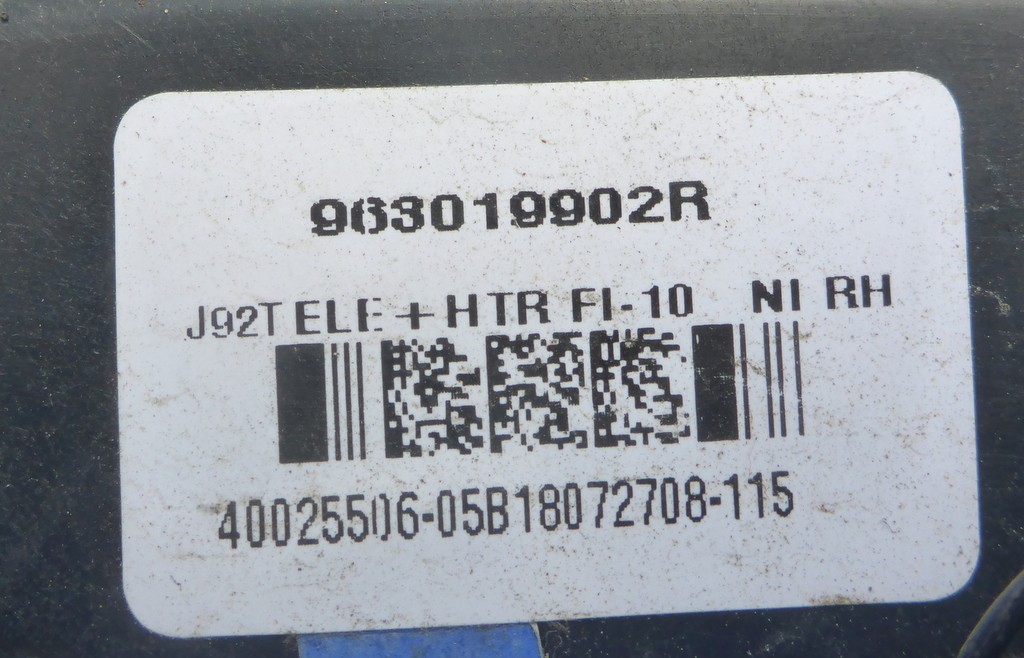 963019902R
J92T ELE + HTR FI-10 NI RH
40025506-05B18072708-115